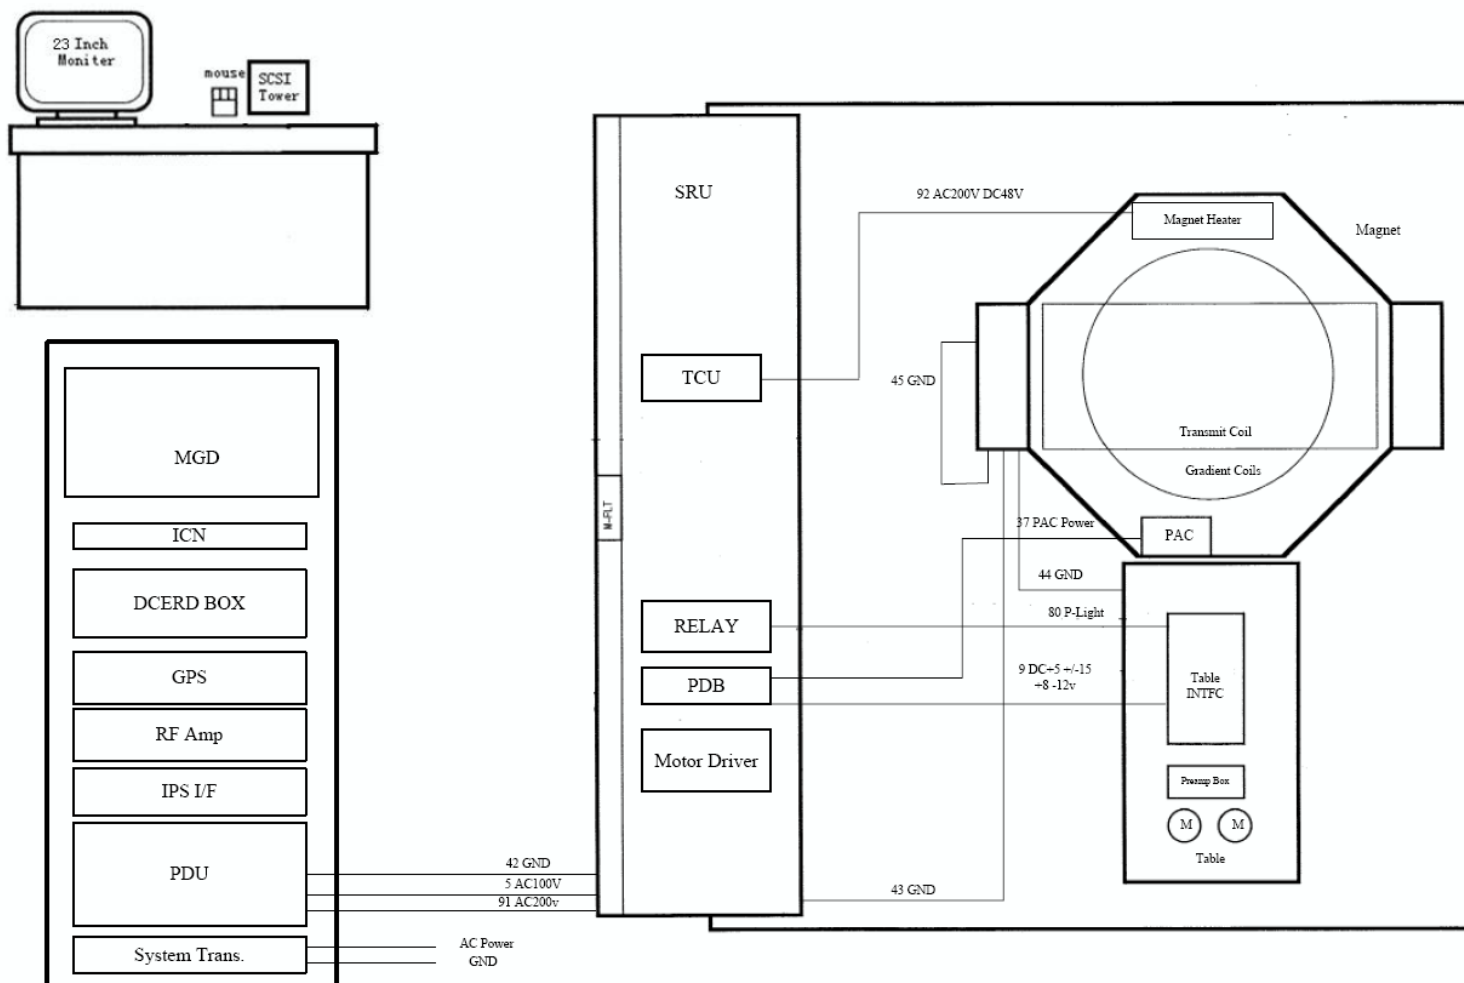 23 Inch
Moniter
mouse
SCSI
Tower
MGD
ICN
DCERD BOX
GPS
RF Amp
IPS I/F
PDU
System Trans.
42 GND
5 AC100V
91 AC200v
AC Power
GND
SRU
TCU
M-FLT
RELAY
PDB
Motor Driver
92 AC200V DC48V
Magnet Heater
Magnet
45 GND
Transmit Coil
Gradient Coils
37 PAC Power
PAC
44 GND
80 P-Light
9 DC+5 +/-15
+8 -12v
Table
INTFC
Preamp Box
M
M
Table
43 GND